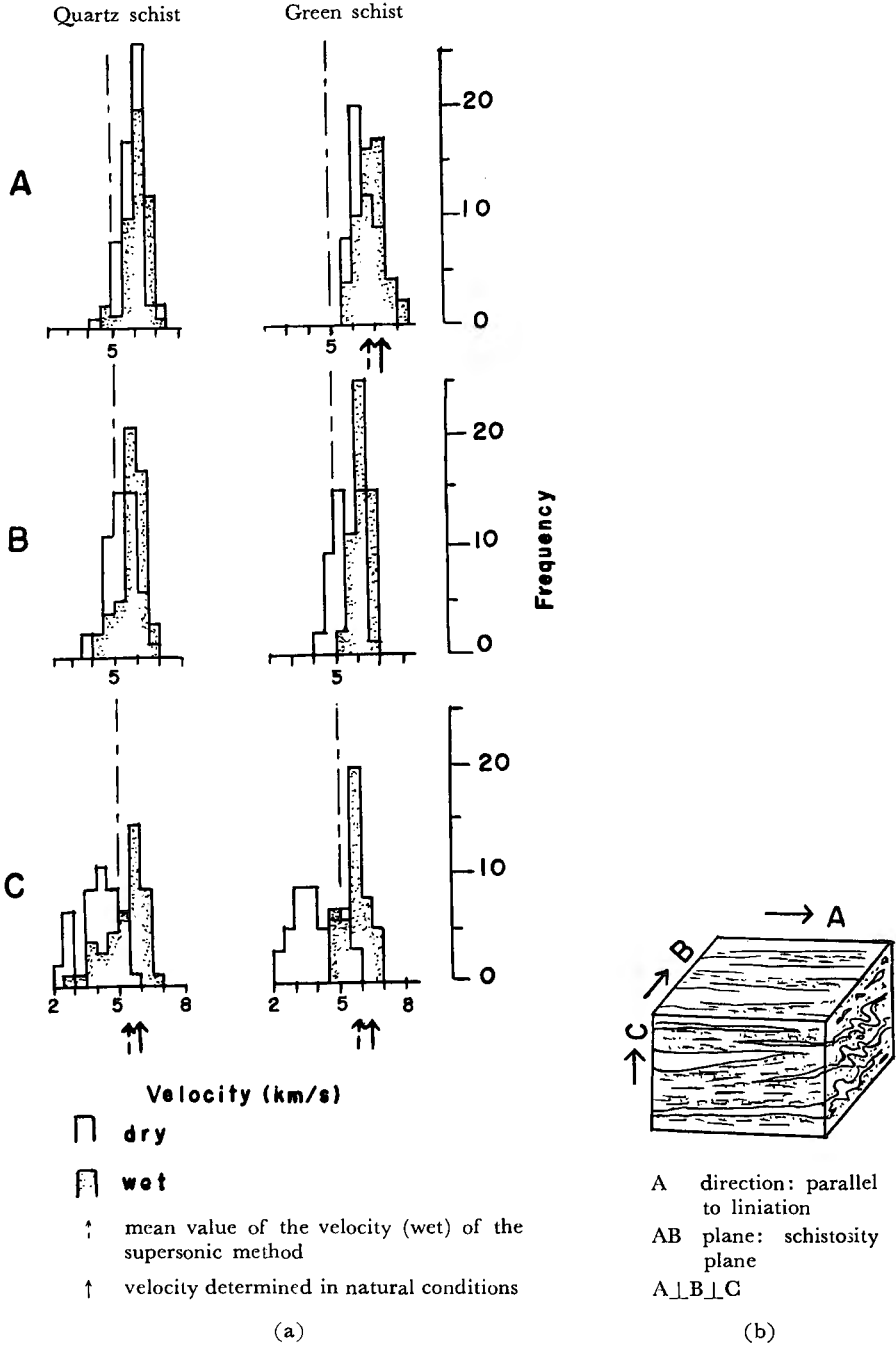 Quartz schist Green schist
A
20
10
0
5 5
B
20
10
0
5 5
Frequency
C
20
10
0
2 5 8 2 5 8
Velocity (km/s)
dry
wet
mean value of the velocity (wet) of the
supersonic method
↑ velocity determined in natural conditions
(a)
A
B
C
A direction: parallel
to liniation
AB plane: schistosity
plane
A⊥B⊥C
(b)